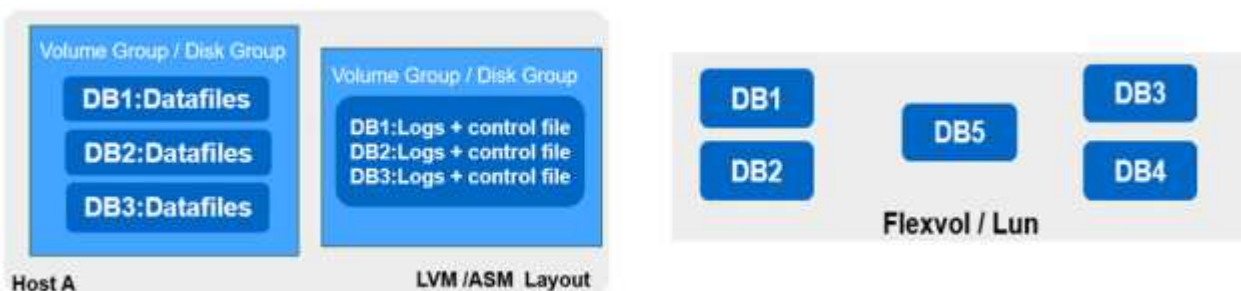 Volume Group / Disk Group
DB1:Datafiles
DB2:Datafiles
DB3:Datafiles
Volume Group / Disk Group
DB1:Logs + control file
DB2:Logs + control file
DB3:Logs + control file
Host A
LVM /ASM Layout
DB1
DB2
DB5
DB3
DB4
Flexvol / Lun